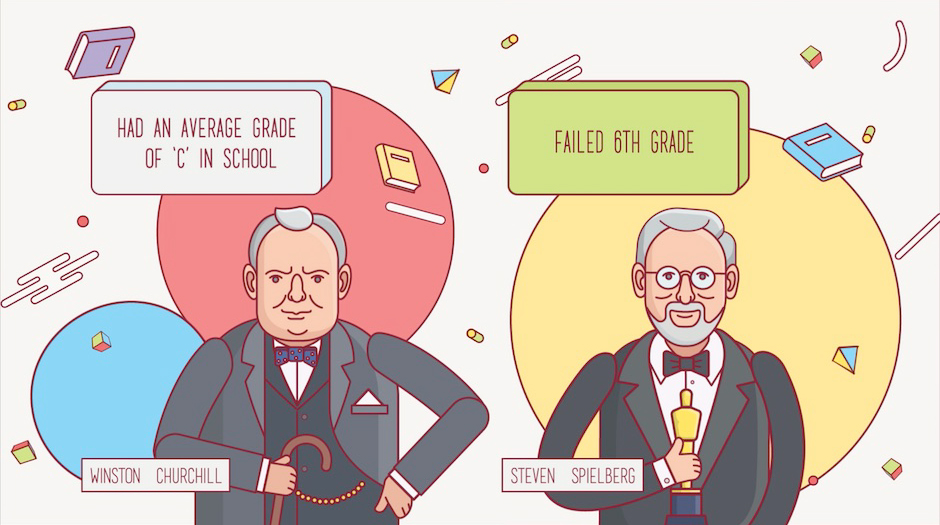 HAD AN AVERAGE GRADE
OF 'C' IN SCHOOL
WINSTON CHURCHILL
FAILED 6TH GRADE
STEVEN SPIELBERG